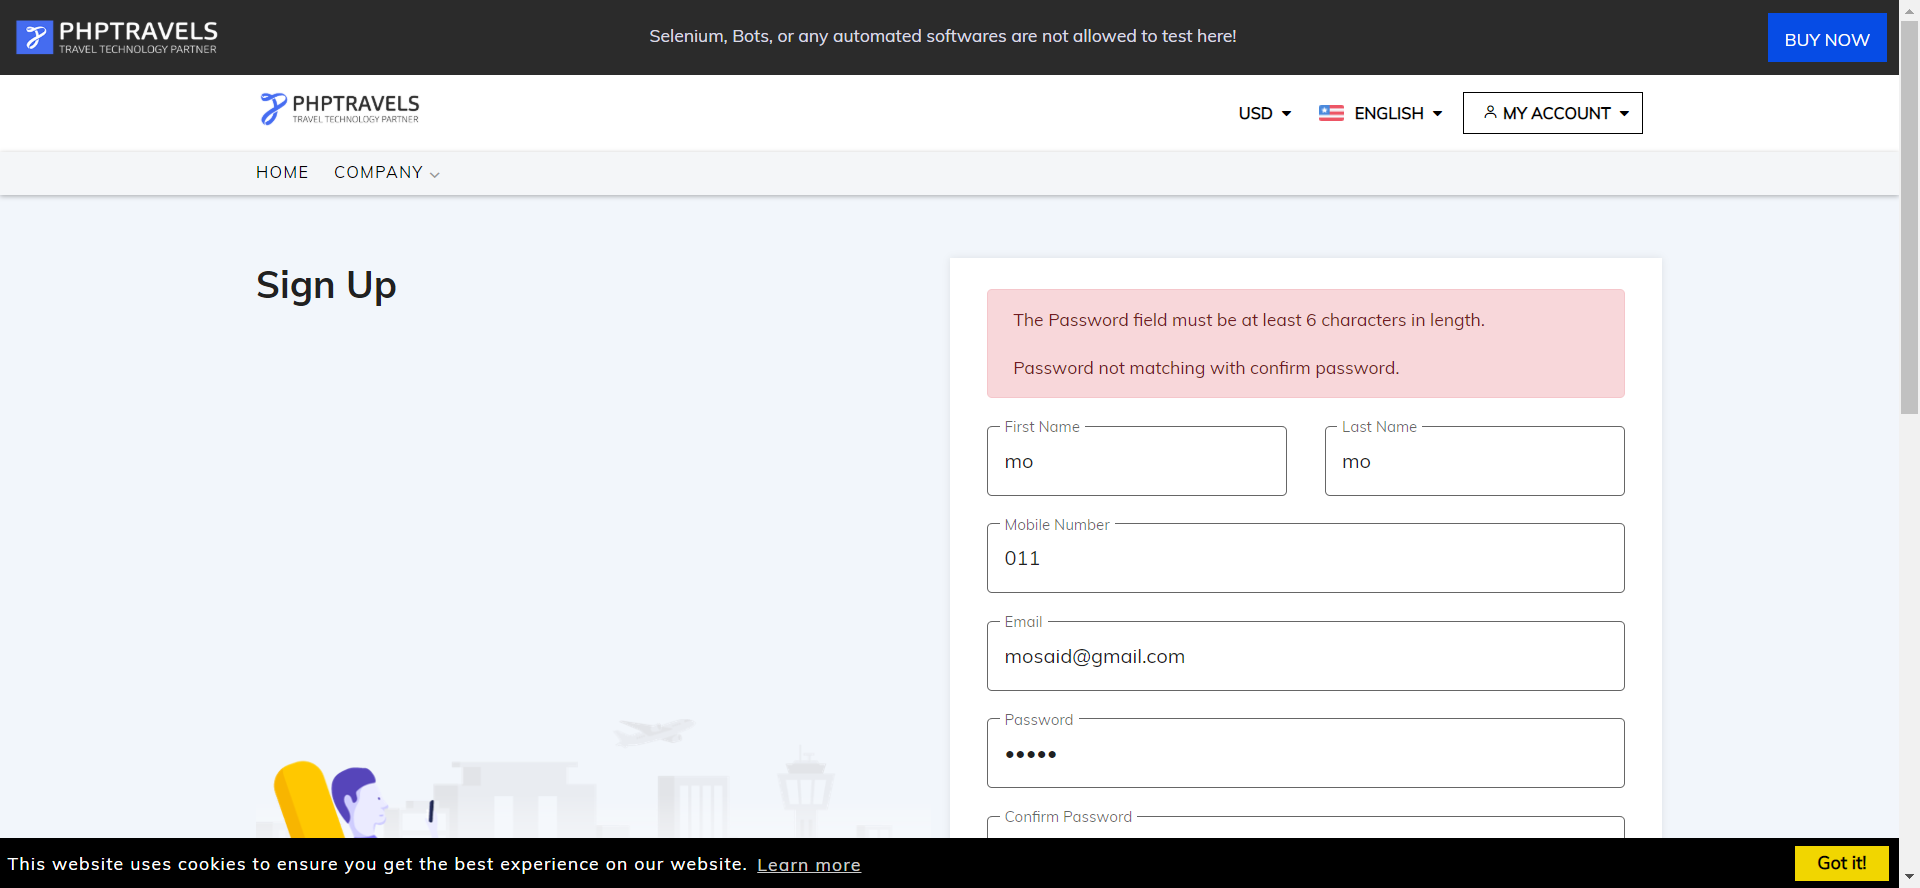 PHPTRAVELS
TRAVEL TECHNOLOGY PARTNER
Selenium, Bots, or any automated softwares are not allowed to test here!
BUY NOW
PHPTRAVELS
TRAVEL TECHNOLOGY PARTNER
USD
ENGLISH
MY ACCOUNT
HOME
COMPANY
Sign Up
The Password field must be at least 6 characters in length.
Password not matching with confirm password.
First Name
mo
Last Name
mo
Mobile Number
011
Email
mosaid@gmail.com
Password
•••••
Confirm Password
This website uses cookies to ensure you get the best experience on our website. Learn more
Got it!